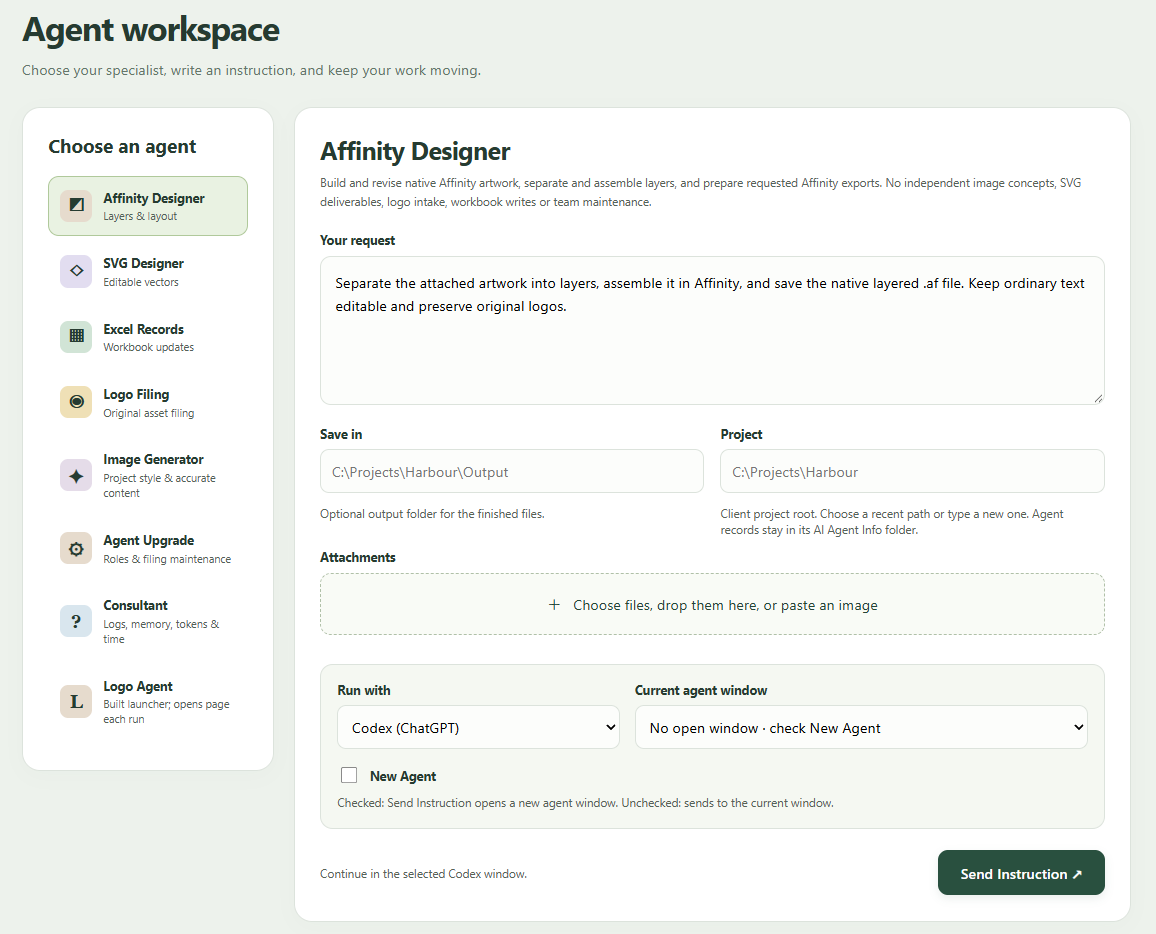 Agent workspace
Choose your specialist, write an instruction, and keep your work moving.
Choose an agent
Affinity Designer
Layers & layout
SVG Designer
Editable vectors
Excel Records
Workbook updates
Logo Filing
Original asset filing
Image Generator
Project style & accurate
content
Agent Upgrade
Roles & filing maintenance
?
Consultant
Logs, memory, tokens &
time
L
Logo Agent
Built launcher; opens page
each run
Affinity Designer
Build and revise native Affinity artwork, separate and assemble layers, and prepare requested Affinity exports. No independent image concepts, SVG
deliverables, logo intake, workbook writes or team maintenance.
Your request
Separate the attached artwork into layers, assemble it in Affinity, and save the native layered .af file. Keep ordinary text
editable and preserve original logos.
Save in
C:\Projects\Harbour\Output
Optional output folder for the finished files.
Project
C:\Projects\Harbour
Client project root. Choose a recent path or type a new one. Agent
records stay in its AI Agent Info folder.
Attachments
+ Choose files, drop them here, or paste an image
Run with
Codex (ChatGPT)
Current agent window
No open window · check New Agent
New Agent
Checked: Send Instruction opens a new agent window. Unchecked: sends to the current window.
Continue in the selected Codex window.
Send Instruction ↗